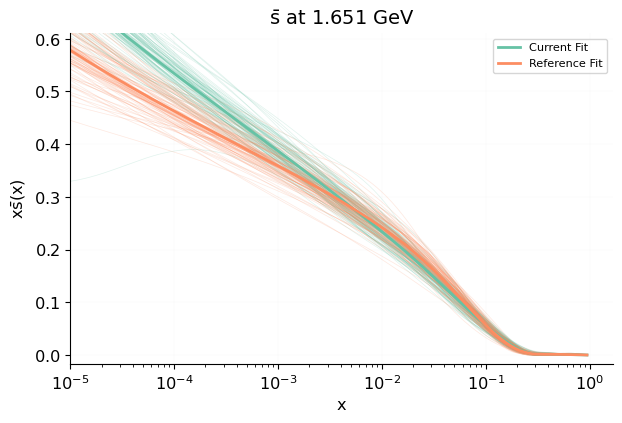 s̄ at 1.651 GeV
Current Fit
Reference Fit
xs̄(x)
0.6
0.5
0.4
0.3
0.2
0.1
0.0
10⁻⁵ 10⁻⁴ 10⁻³ 10⁻² 10⁻¹ 10⁰
x